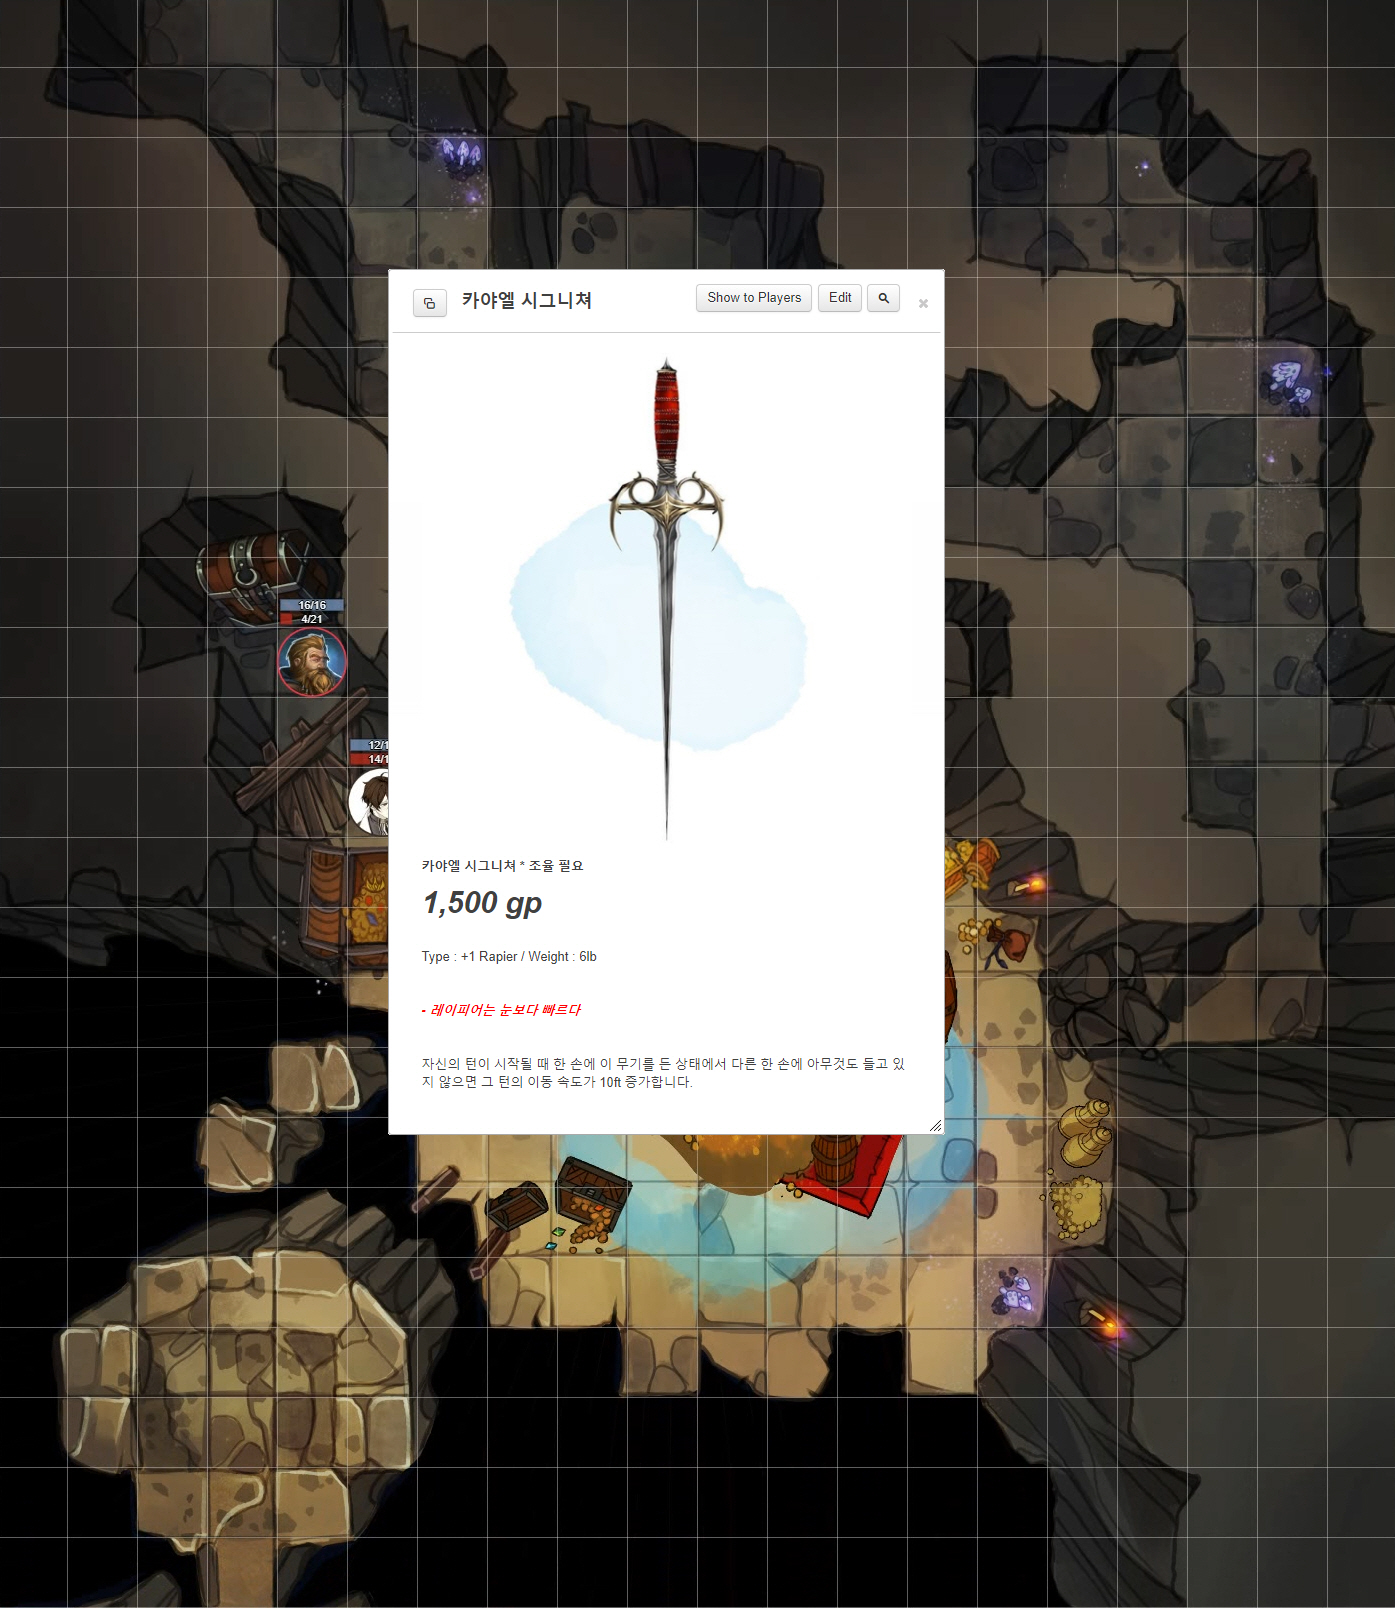 카야엘 시그니쳐
Show to Players
Edit
16/16
4/21
12/1
14/1
카야엘 시그니쳐 * 조율 필요
1,500 gp
Type : +1 Rapier / Weight : 6lb
- 레이피어는 눈보다 빠르다
자신의 턴이 시작될 때 한 손에 이 무기를 든 상태에서 다른 한 손에 아무것도 들고 있
지 않으면 그 턴의 이동 속도가 10ft 증가합니다.